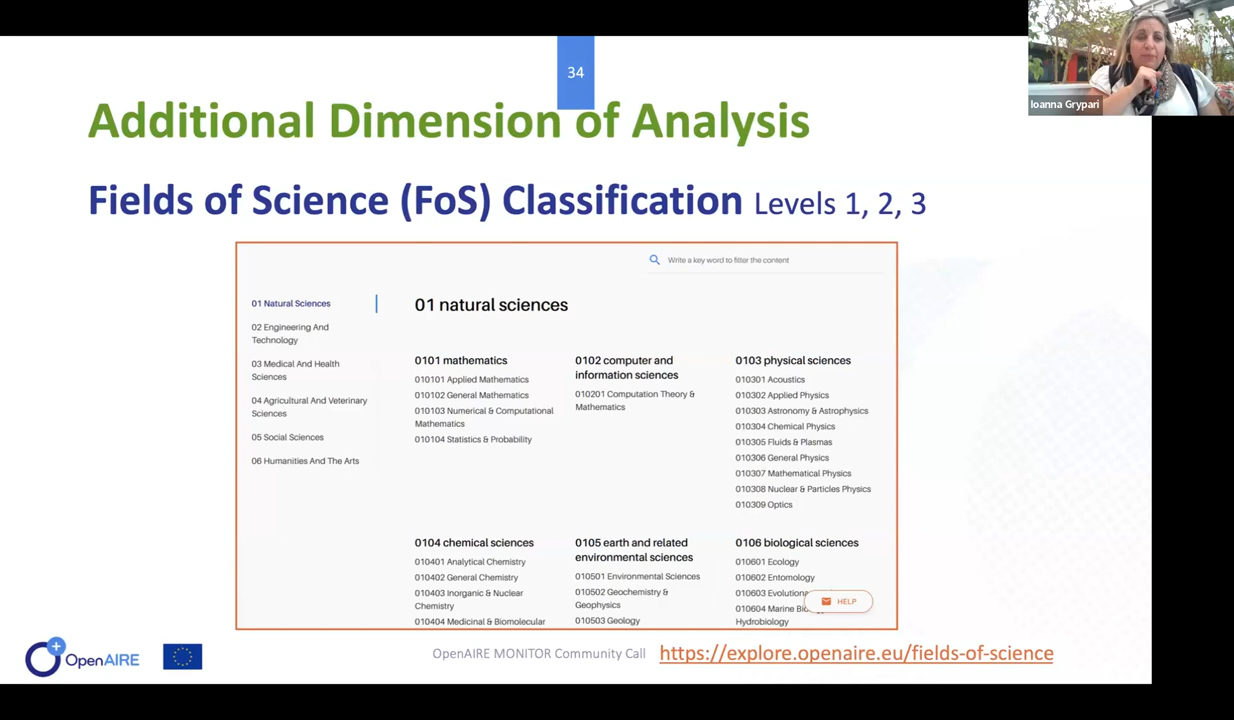 34
Ioanna Grypari
Additional Dimension of Analysis
Fields of Science (FoS) Classification Levels 1, 2, 3
Write a key word to filter the content
01 Natural Sciences
02 Engineering And
Technology
03 Medical And Health
Sciences
04 Agricultural And Veterinary
Sciences
05 Social Sciences
06 Humanities And The Arts
01 natural sciences
0101 mathematics
010101 Applied Mathematics
010102 General Mathematics
010103 Numerical & Computational
Mathematics
010104 Statistics & Probability
0102 computer and
information sciences
010201 Computation Theory &
Mathematics
0103 physical sciences
010301 Acoustics
010302 Applied Physics
010303 Astronomy & Astrophysics
010304 Chemical Physics
010305 Fluids & Plasmas
010306 General Physics
010307 Mathematical Physics
010308 Nuclear & Particles Physics
010309 Optics
0104 chemical sciences
010401 Analytical Chemistry
010402 General Chemistry
010403 Inorganic & Nuclear
Chemistry
010404 Medicinal & Biomolecular
0105 earth and related
environmental sciences
010501 Environmental Sciences
010502 Geochemistry &
Geophysics
010503 Geology
0106 biological sciences
010601 Ecology
010602 Entomology
010603 Evolutiona
010604 Marine Bio
Hydrobiology
HELP
OpenAIRE
OpenAIRE MONITOR Community Call
https://explore.openaire.eu/fields-of-science